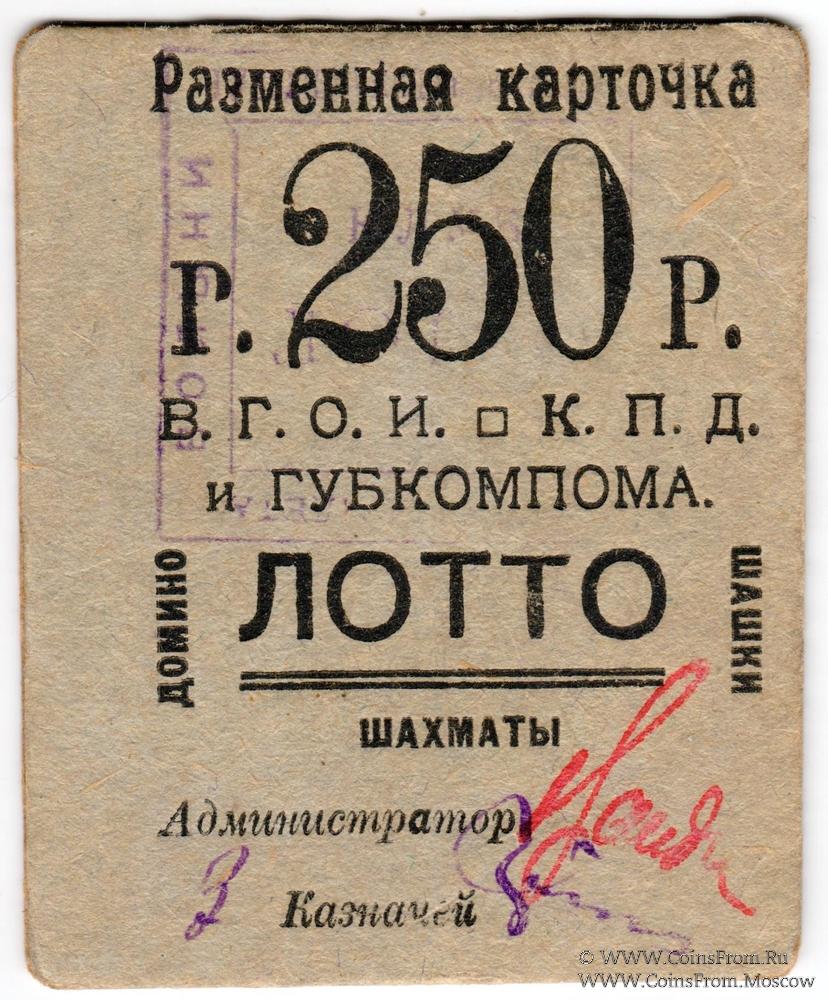 Разменная карточка
Р. 250 Р.
В. Г. О. И. □ К. П. Д.
и ГУБКОМПОМА.
ДОМИНО
ЛОТТО
ШАШКИ
ШАХМАТЫ
Администратор
З Казначей
© WWW.CoinsFrom.Ru
WWW.CoinsFrom.Moscow